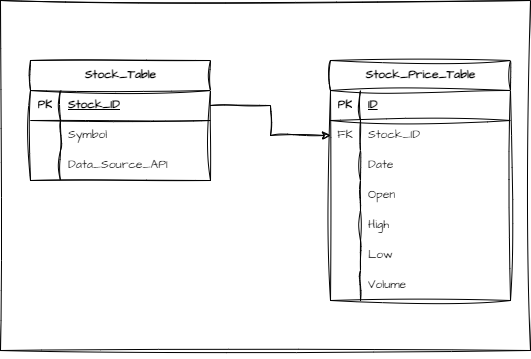 Stock_Table
PK Stock_ID
Symbol
Data_Source_API
Stock_Price_Table
PK ID
FK Stock_ID
Date
Open
High
Low
Volume